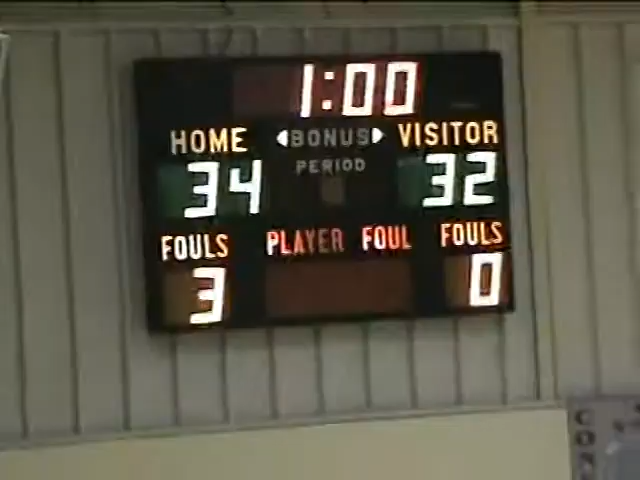 1:00
HOME BONUS VISITOR
PERIOD
34 32
FOULS PLAYER FOUL FOULS
3 0